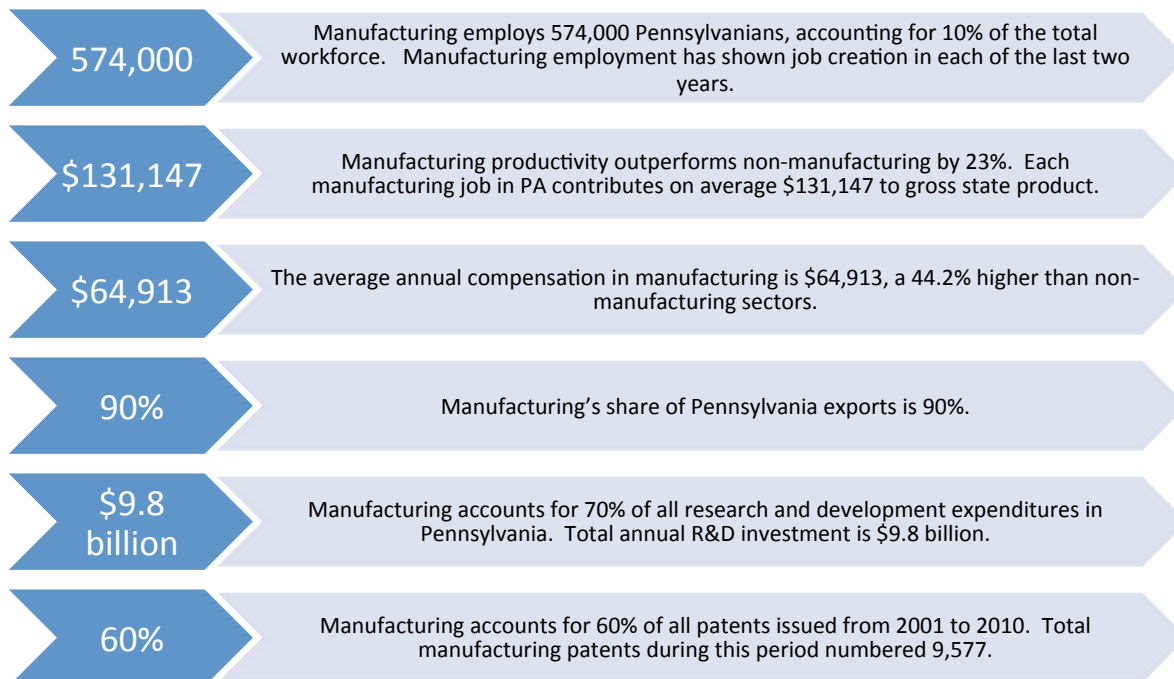 574,000
Manufacturing employs 574,000 Pennsylvanians, accounting for 10% of the total
workforce.   Manufacturing employment has shown job creation in each of the last two
years.
$131,147
Manufacturing productivity outperforms non-manufacturing by 23%.  Each
manufacturing job in PA contributes on average $131,147 to gross state product.
$64,913
The average annual compensation in manufacturing is $64,913, a 44.2% higher than non-
manufacturing sectors.
90%
Manufacturing’s share of Pennsylvania exports is 90%.
$9.8
billion
Manufacturing accounts for 70% of all research and development expenditures in
Pennsylvania.  Total annual R&D investment is $9.8 billion.
60%
Manufacturing accounts for 60% of all patents issued from 2001 to 2010.  Total
manufacturing patents during this period numbered 9,577.